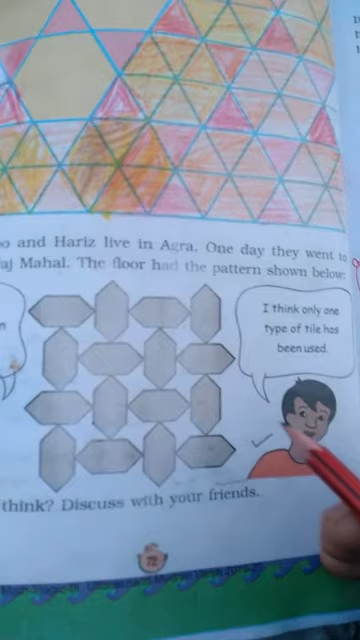 o and Hariz live in Agra. One day they went to
aj Mahal. The floor had the pattern shown below:
I think only one
type of tile has
been used.
think? Discuss with your friends.
72